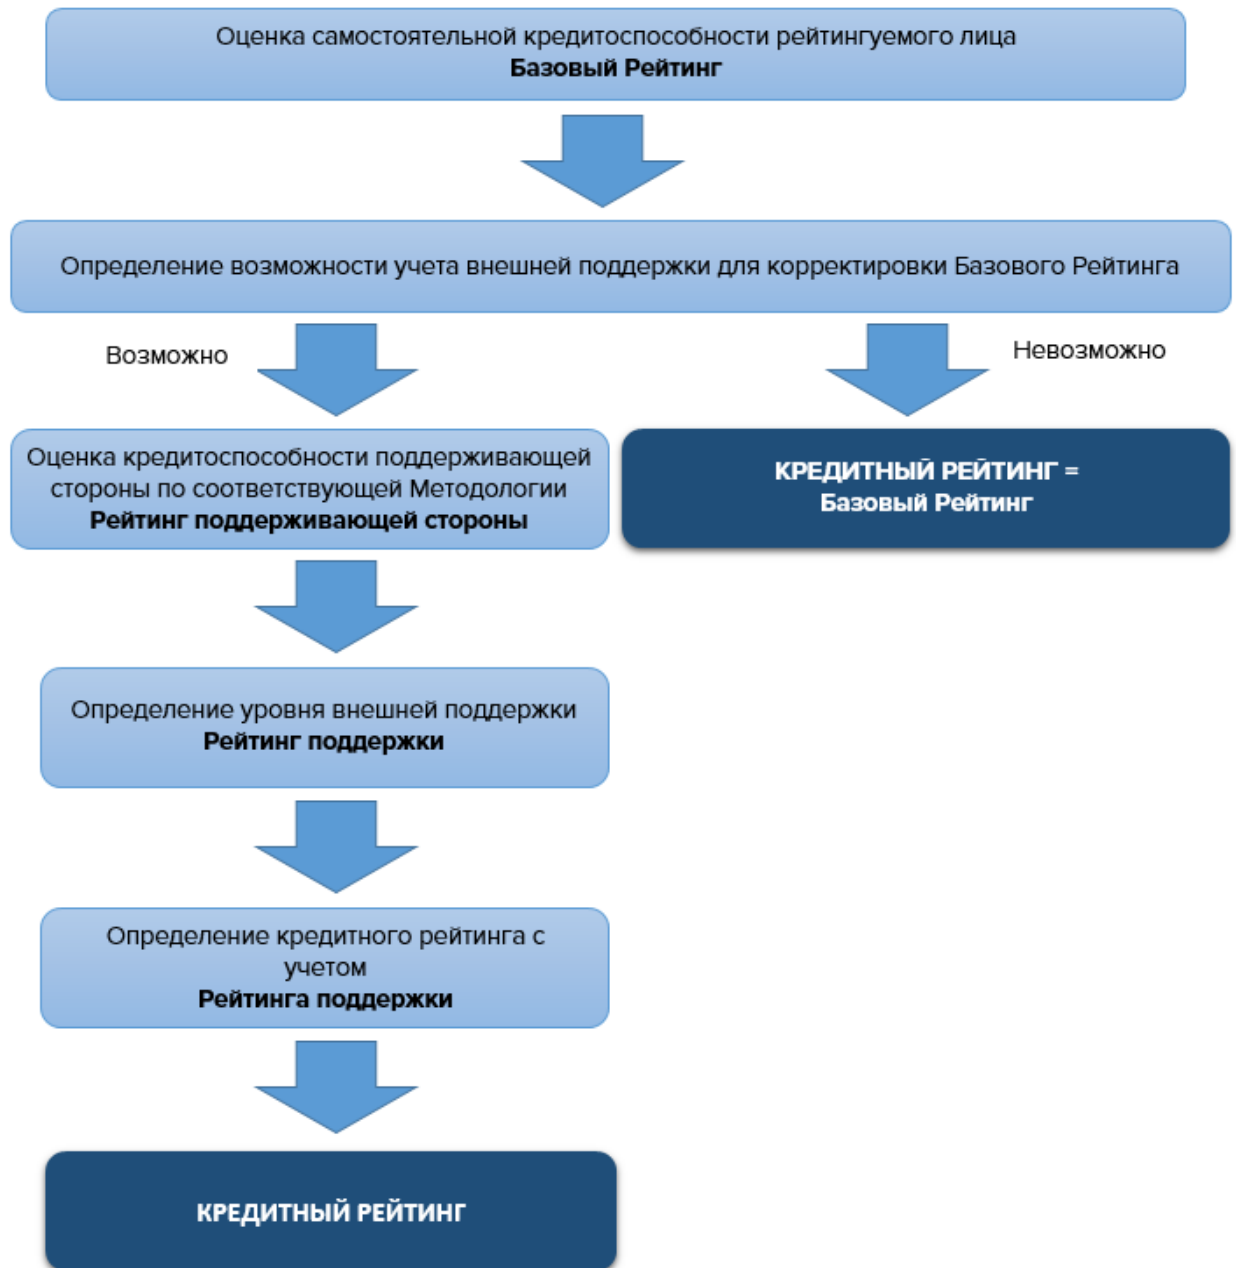 Оценка самостоятельной кредитоспособности рейтингуемого лица
Базовый Рейтинг
Определение возможности учета внешней поддержки для корректировки Базового Рейтинга
Возможно
Невозможно
Оценка кредитоспособности поддерживающей
стороны по соответствующей Методологии
Рейтинг поддерживающей стороны
КРЕДИТНЫЙ РЕЙТИНГ =
Базовый Рейтинг
Определение уровня внешней поддержки
Рейтинг поддержки
Определение кредитного рейтинга с
учетом
Рейтинга поддержки
КРЕДИТНЫЙ РЕЙТИНГ